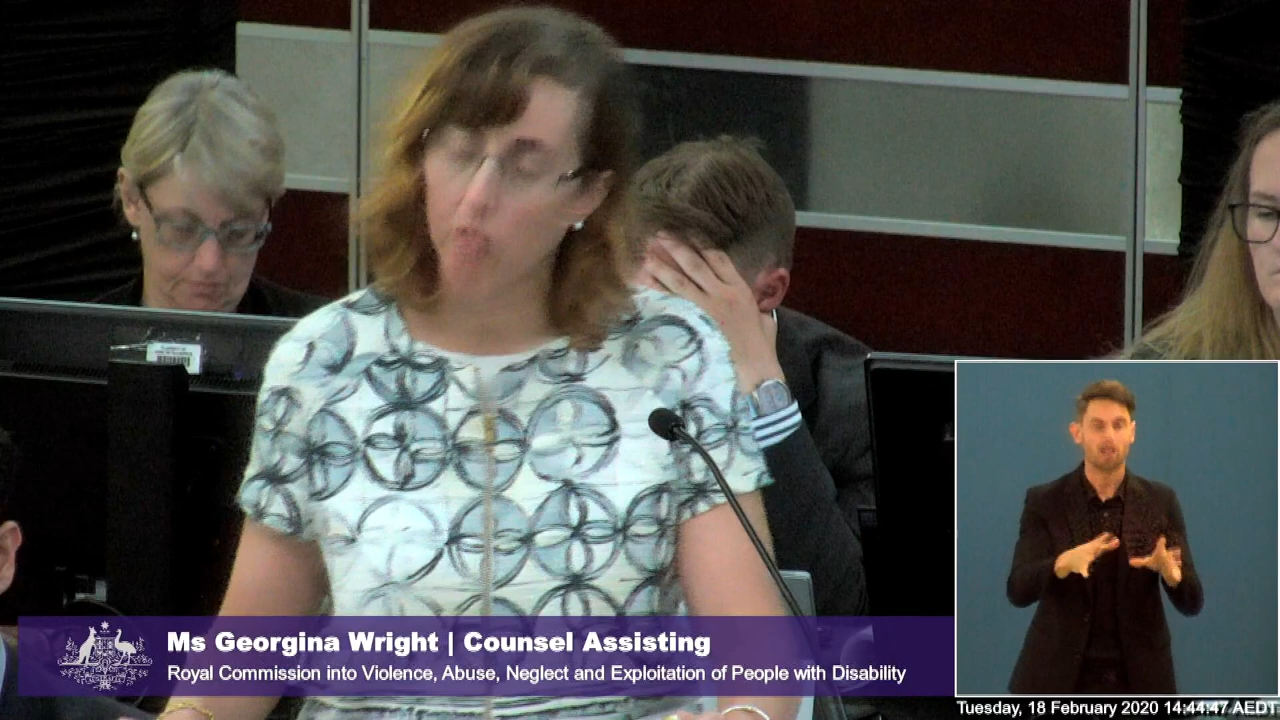 Ms Georgina Wright | Counsel Assisting
Royal Commission into Violence, Abuse, Neglect and Exploitation of People with Disability
Tuesday, 18 February 2020 14:44:47 AEDT